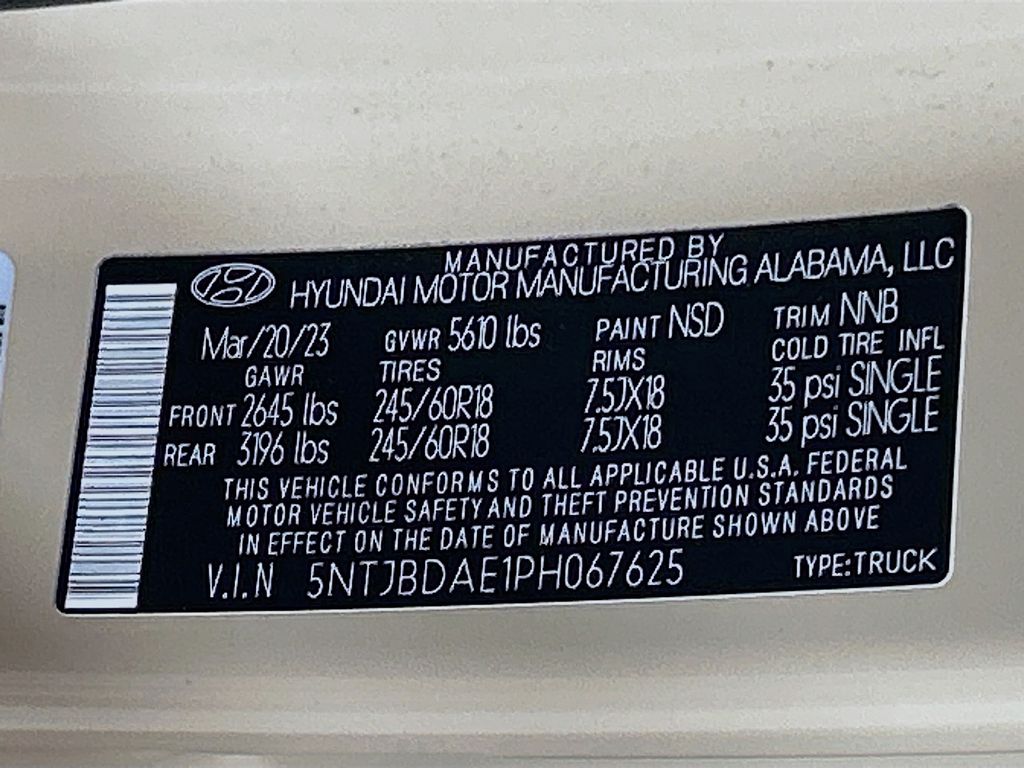 MANUFACTURED BY
HYUNDAI MOTOR MANUFACTURING ALABAMA, LLC
Mar/20/23 GVWR 5610 lbs PAINT NSD TRIM NNB
GAWR TIRES RIMS COLD TIRE INFL
FRONT 2645 lbs 245/60R18 7.5JX18 35 psi SINGLE
REAR 3196 lbs 245/60R18 7.5JX18 35 psi SINGLE
THIS VEHICLE CONFORMS TO ALL APPLICABLE U.S.A. FEDERAL
MOTOR VEHICLE SAFETY AND THEFT PREVENTION STANDARDS
IN EFFECT ON THE DATE OF MANUFACTURE SHOWN ABOVE
V.I.N 5NTJBDAE1PH067625 TYPE:TRUCK